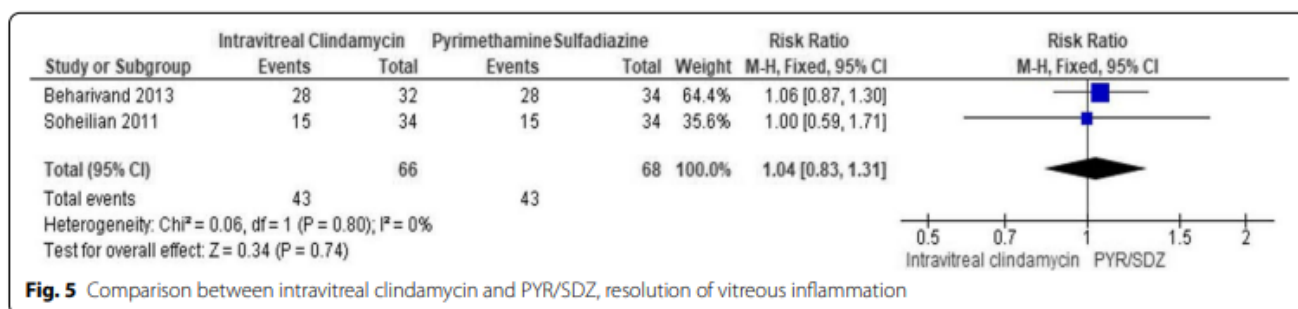 Intravitreal Clindamycin Pyrimethamine Sulfadiazine Risk Ratio Risk Ratio
Study or Subgroup Events Total Events Total Weight M-H, Fixed, 95% CI M-H, Fixed, 95% CI
Beharivand 2013 28 32 28 34 64.4% 1.06 [0.87, 1.30]
Soheilian 2011 15 34 15 34 35.6% 1.00 [0.59, 1.71]
Total (95% CI) 66 68 100.0% 1.04 [0.83, 1.31]
Total events 43 43
Heterogeneity: Chi² = 0.06, df = 1 (P = 0.80); I² = 0%
Test for overall effect: Z = 0.34 (P = 0.74)
0.5 0.7 1 1.5 2
Intravitreal clindamycin PYR/SDZ
Fig. 5 Comparison between intravitreal clindamycin and PYR/SDZ, resolution of vitreous inflammation